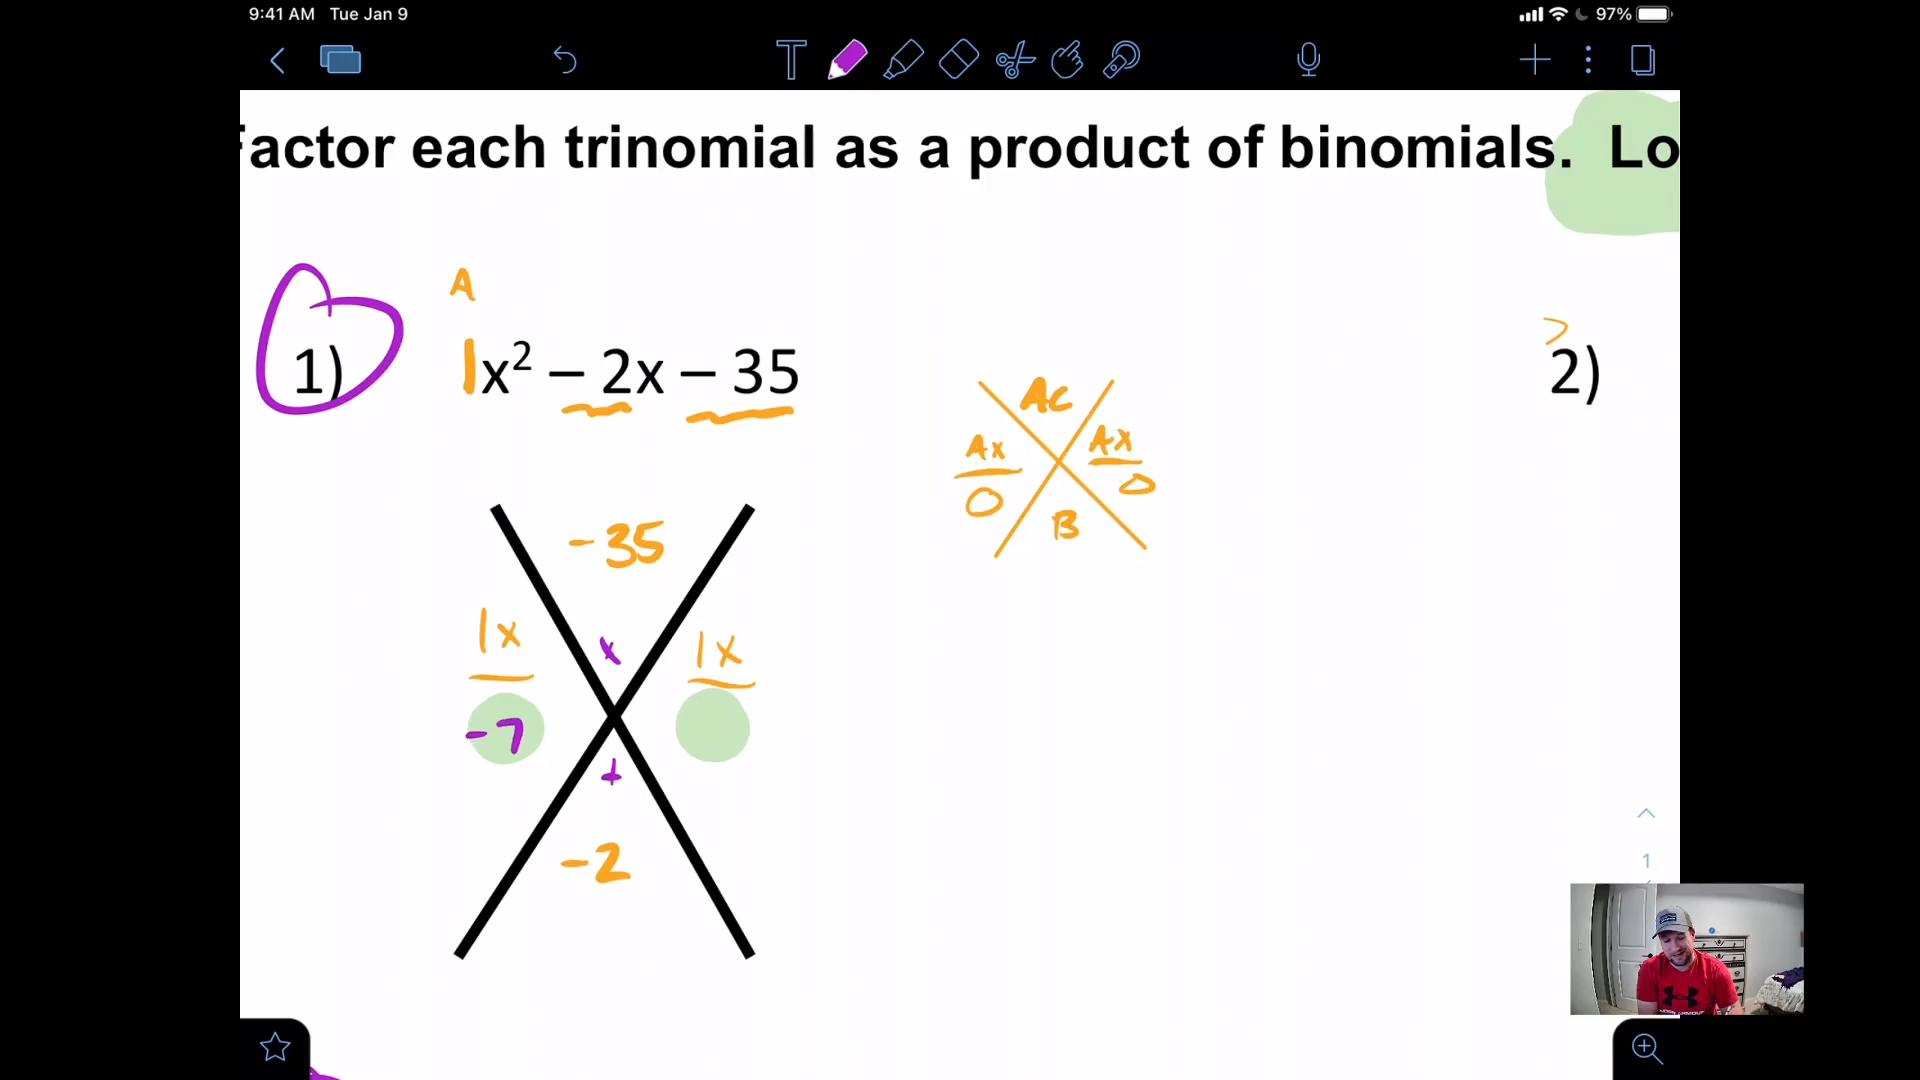 9:41 AM Tue Jan 9
97%
Factor each trinomial as a product of binomials. Lo
A
1) 1x² – 2x – 35
2)
AC
Ax Ax
O O
B
-35
1x x 1x
-7
+
-2
1